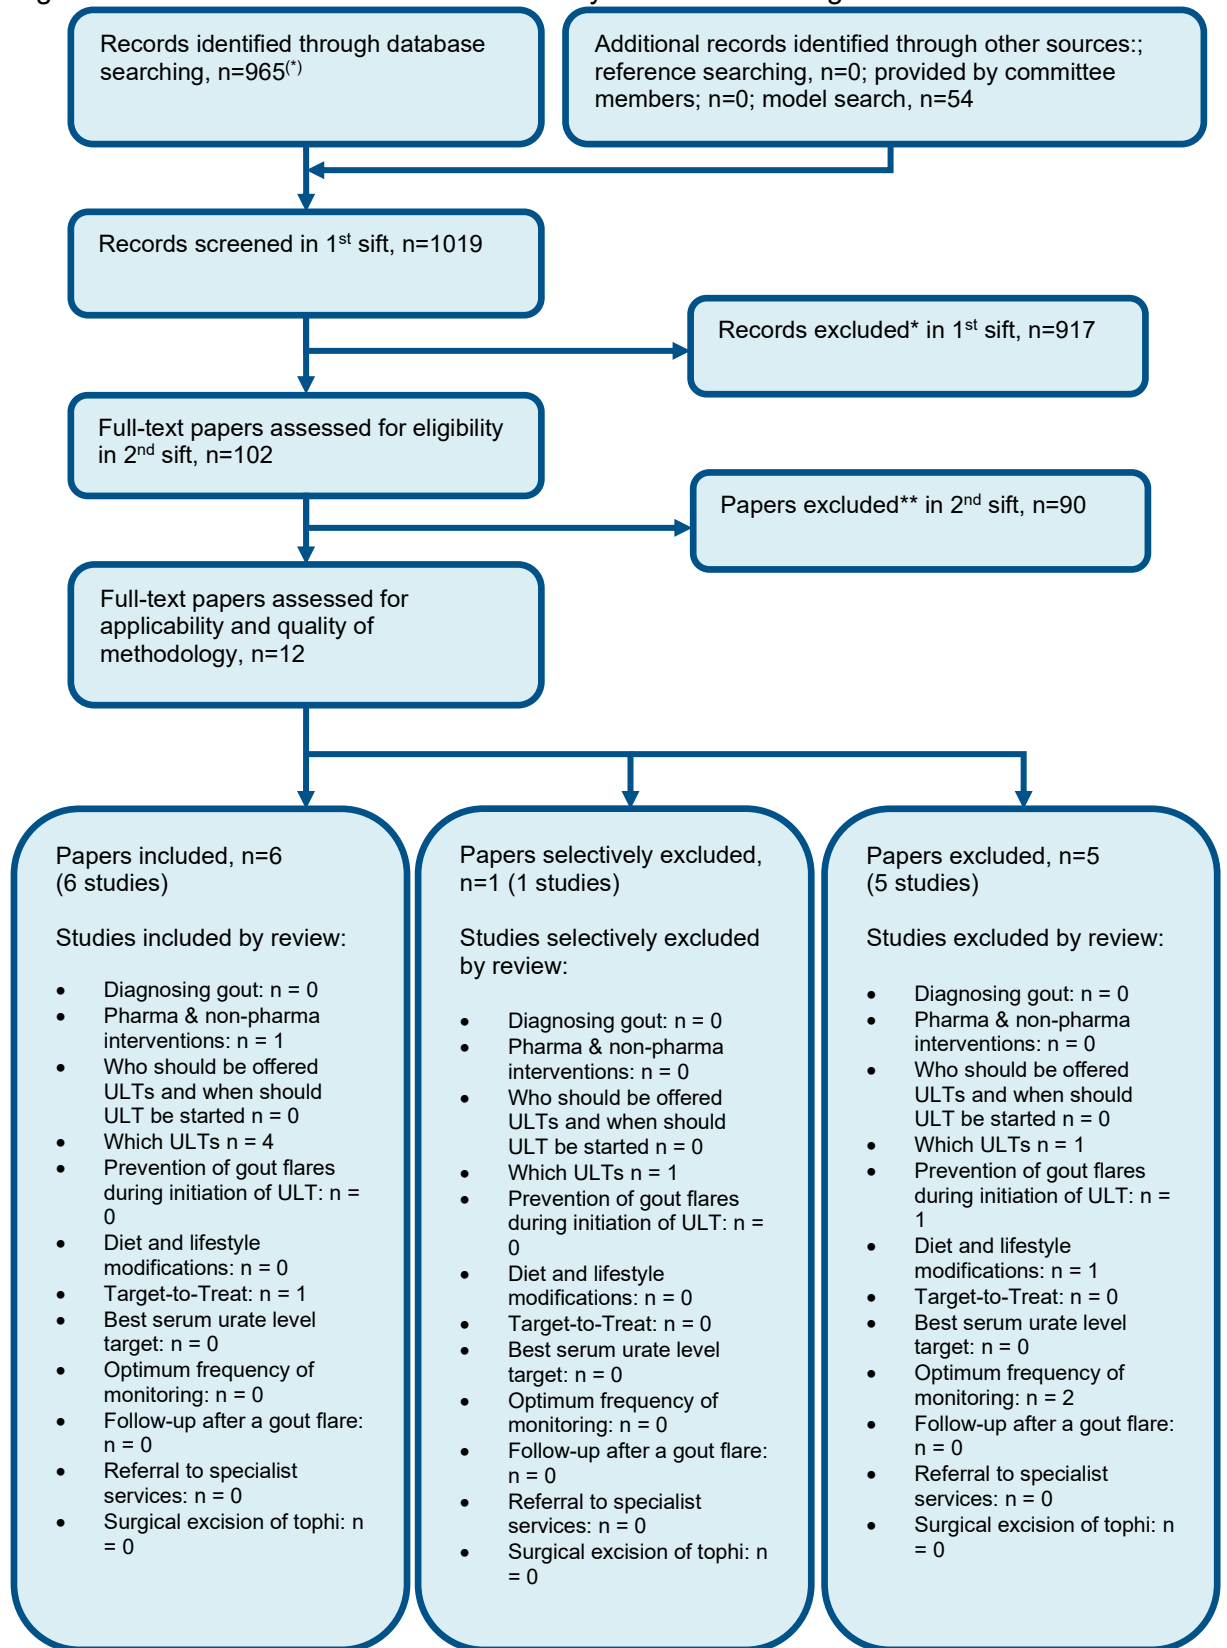 Records identified through database
searching, n=965(*)
Additional records identified through other sources:;
reference searching, n=0; provided by committee
members; n=0; model search, n=54
Records screened in 1st sift, n=1019
Records excluded* in 1st sift, n=917
Full-text papers assessed for eligibility
in 2nd sift, n=102
Papers excluded** in 2nd sift, n=90
Full-text papers assessed for
applicability and quality of
methodology, n=12
Papers included, n=6
(6 studies)
Studies included by review:
• Diagnosing gout: n = 0
• Pharma & non-pharma
interventions: n = 1
• Who should be offered
ULTs and when should
ULT be started n = 0
• Which ULTs n = 4
• Prevention of gout flares
during initiation of ULT: n =
0
• Diet and lifestyle
modifications: n = 0
• Target-to-Treat: n = 1
• Best serum urate level
target: n = 0
• Optimum frequency of
monitoring: n = 0
• Follow-up after a gout flare:
n = 0
• Referral to specialist
services: n = 0
• Surgical excision of tophi: n
= 0
Papers selectively excluded,
n=1 (1 studies)
Studies selectively excluded
by review:
• Diagnosing gout: n = 0
• Pharma & non-pharma
interventions: n = 0
• Who should be offered
ULTs and when should
ULT be started n = 0
• Which ULTs n = 1
• Prevention of gout flares
during initiation of ULT: n =
0
• Diet and lifestyle
modifications: n = 0
• Target-to-Treat: n = 0
• Best serum urate level
target: n = 0
• Optimum frequency of
monitoring: n = 0
• Follow-up after a gout flare:
n = 0
• Referral to specialist
services: n = 0
• Surgical excision of tophi: n
= 0
Papers excluded, n=5
(5 studies)
Studies excluded by review:
• Diagnosing gout: n = 0
• Pharma & non-pharma
interventions: n = 0
• Who should be offered
ULTs and when should
ULT be started n = 0
• Which ULTs n = 1
• Prevention of gout flares
during initiation of ULT: n =
1
• Diet and lifestyle
modifications: n = 1
• Target-to-Treat: n = 0
• Best serum urate level
target: n = 0
• Optimum frequency of
monitoring: n = 2
• Follow-up after a gout flare:
n = 0
• Referral to specialist
services: n = 0
• Surgical excision of tophi: n
= 0